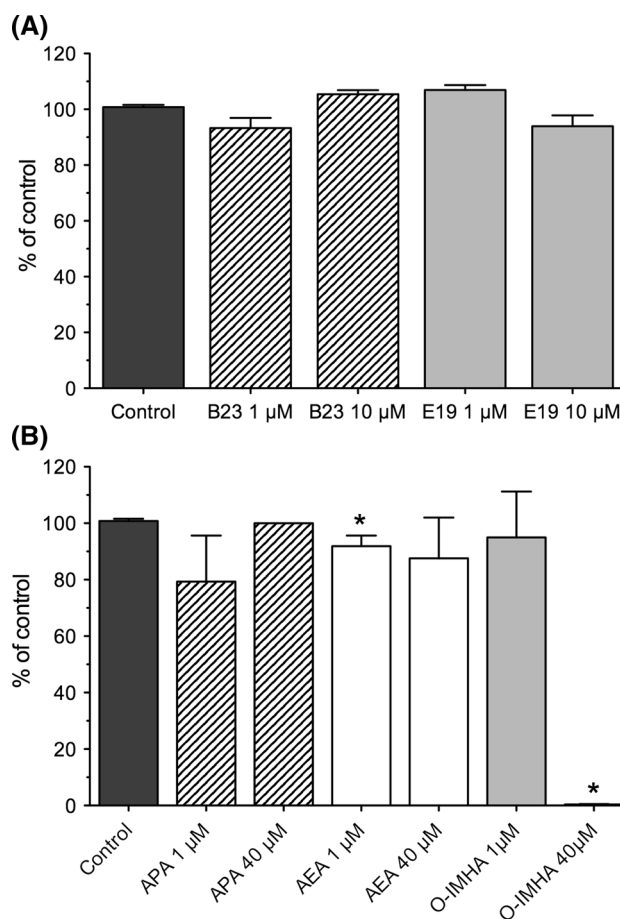 (A)
120
100
80
60
40
20
0
% of control
Control B23 1 µM B23 10 µM E19 1 µM E19 10 µM
(B)
120
100
80
60
40
20
0
% of control
*
*
Control
APA 1 µM
APA 40 µM
AEA 1 µM
AEA 40 µM
O-IMHA 1µM
O-IMHA 40µM